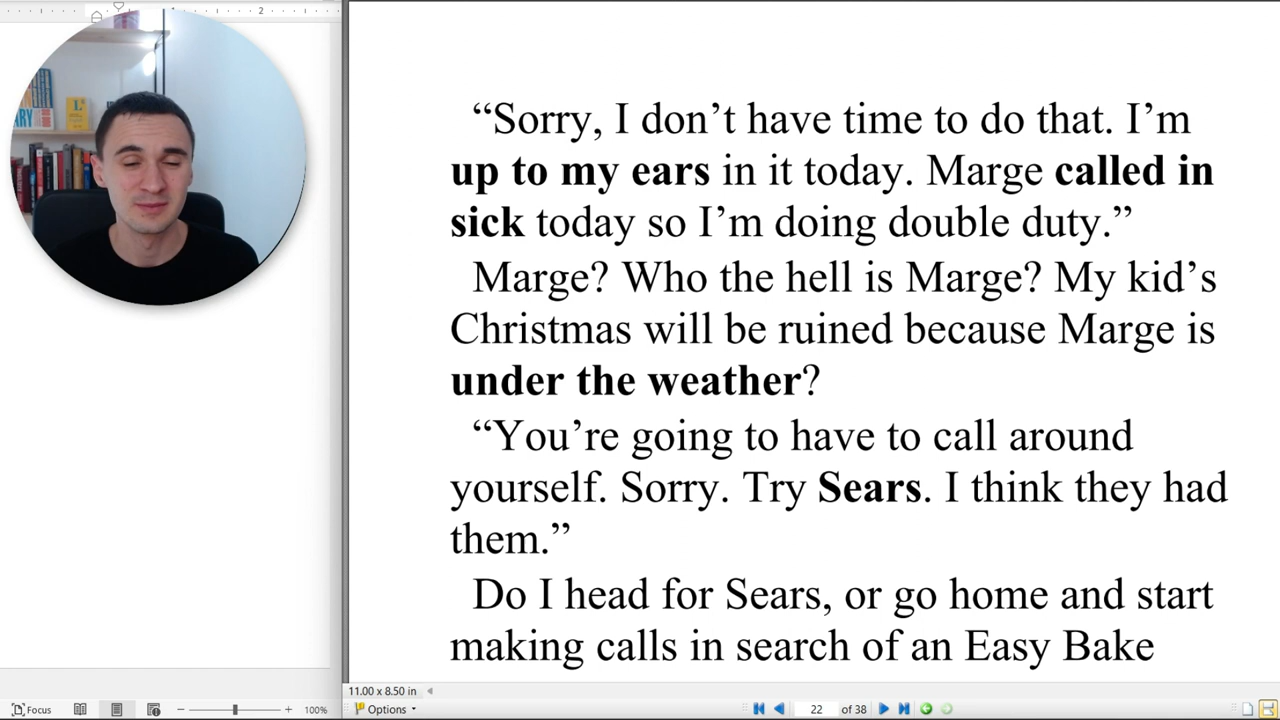 2
ARY
L
"Sorry, I don't have time to do that. I'm
up to my ears in it today. Marge called in
sick today so I'm doing double duty."
Marge? Who the hell is Marge? My kid's
Christmas will be ruined because Marge is
under the weather?
"You're going to have to call around
yourself. Sorry. Try Sears. I think they had
them."
Do I head for Sears, or go home and start
making calls in search of an Easy Bake
11.00 x 8.50 in
Focus
100%
Options
22 of 38